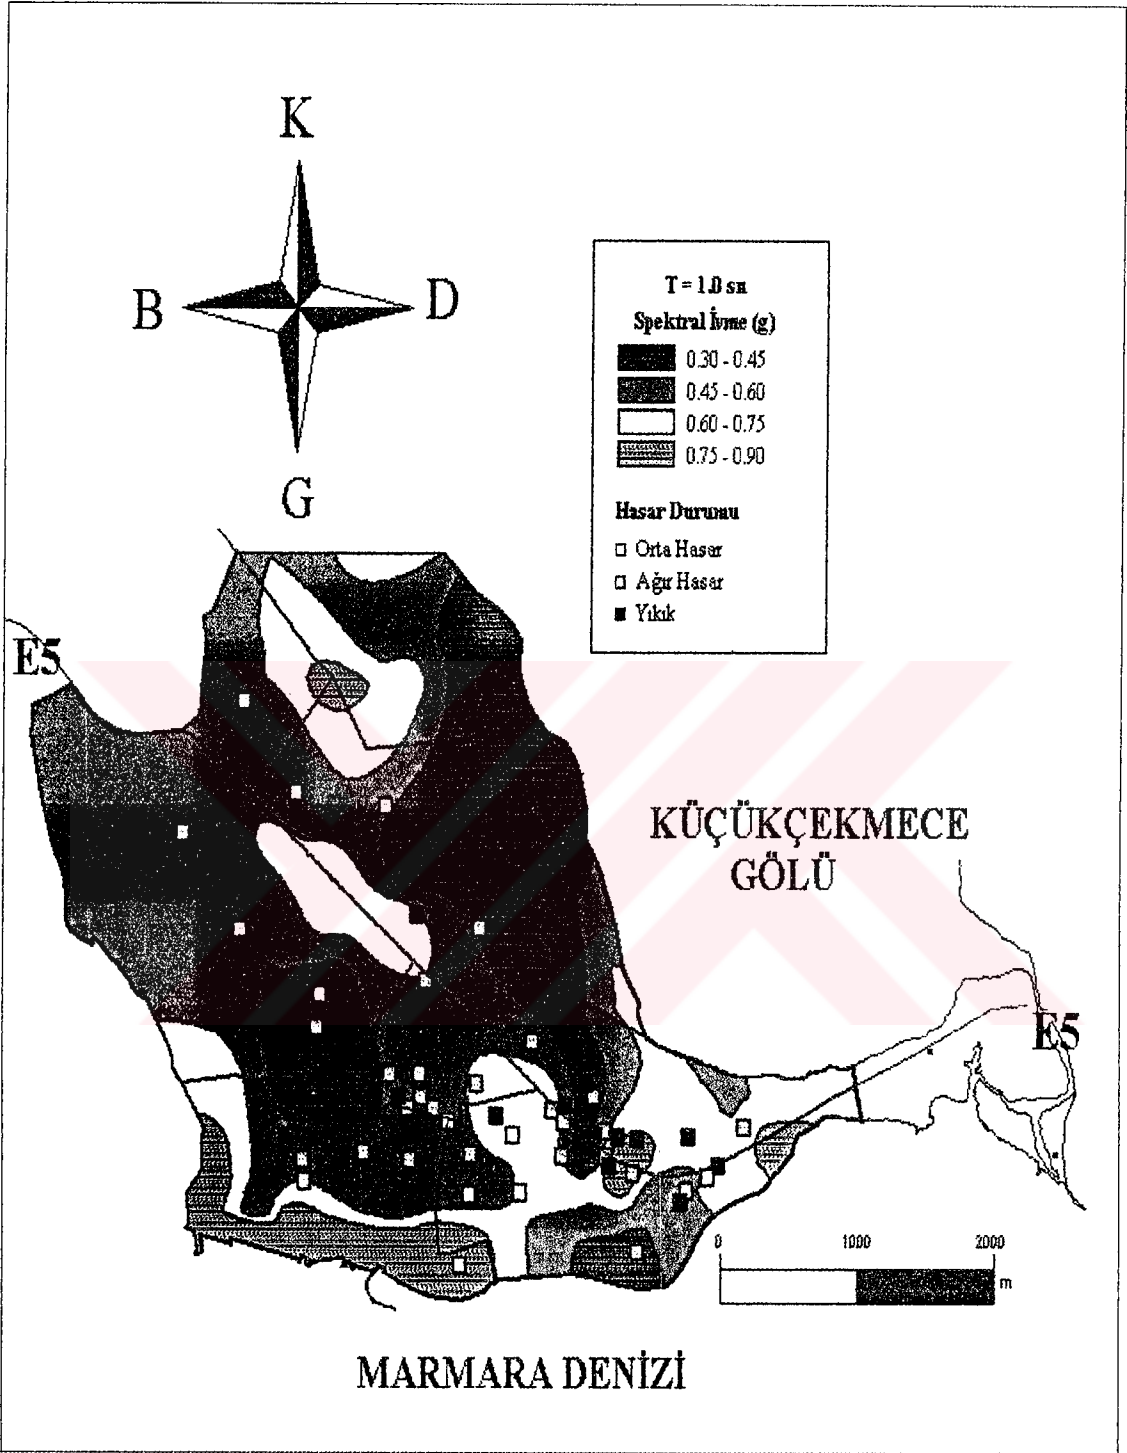 K
B
D
G
T = 1.0 sn
Spektral İvme (g)
0.30 - 0.45
0.45 - 0.60
0.60 - 0.75
0.75 - 0.90
Hasar Durumu
Orta Hasar
Ağır Hasar
Yıkık
E5
KÜÇÜKÇEKMECE
GÖLÜ
E5
0 1000 2000
m
MARMARA DENİZİ